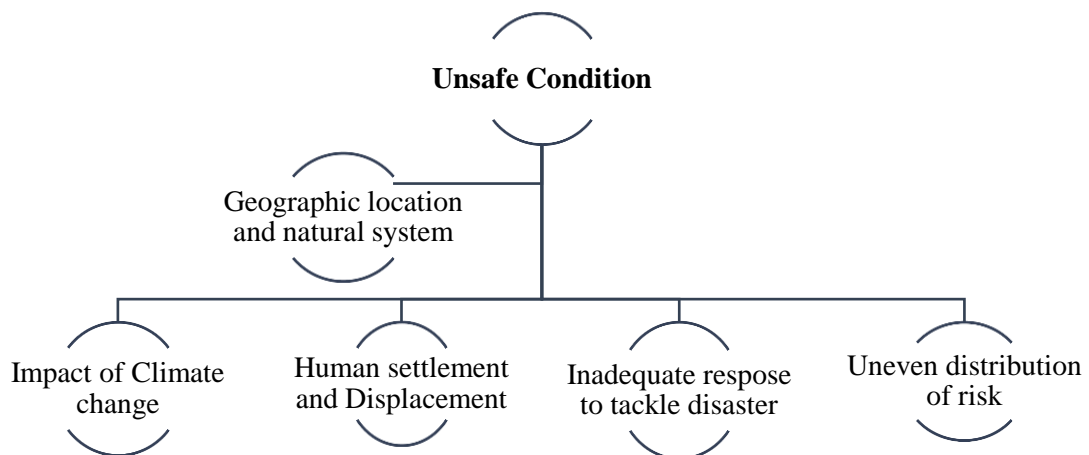 Unsafe Condition
Geographic location
and natural system
Impact of Climate
change
Human settlement
and Displacement
Inadequate respose
to tackle disaster
Uneven distribution
of risk